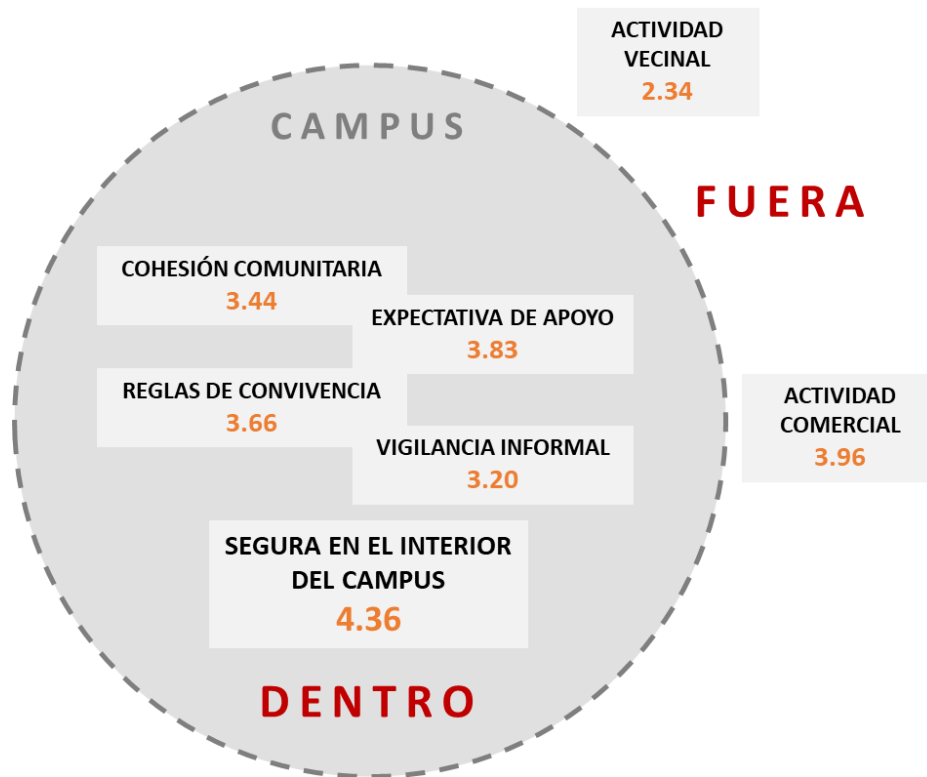 ACTIVIDAD
VECINAL
2.34
CAMPUS
FUERA
COHESIÓN COMUNITARIA
3.44
EXPECTATIVA DE APOYO
3.83
REGLAS DE CONVIVENCIA
3.66
ACTIVIDAD
COMERCIAL
3.96
VIGILANCIA INFORMAL
3.20
SEGURA EN EL INTERIOR
DEL CAMPUS
4.36
DENTRO